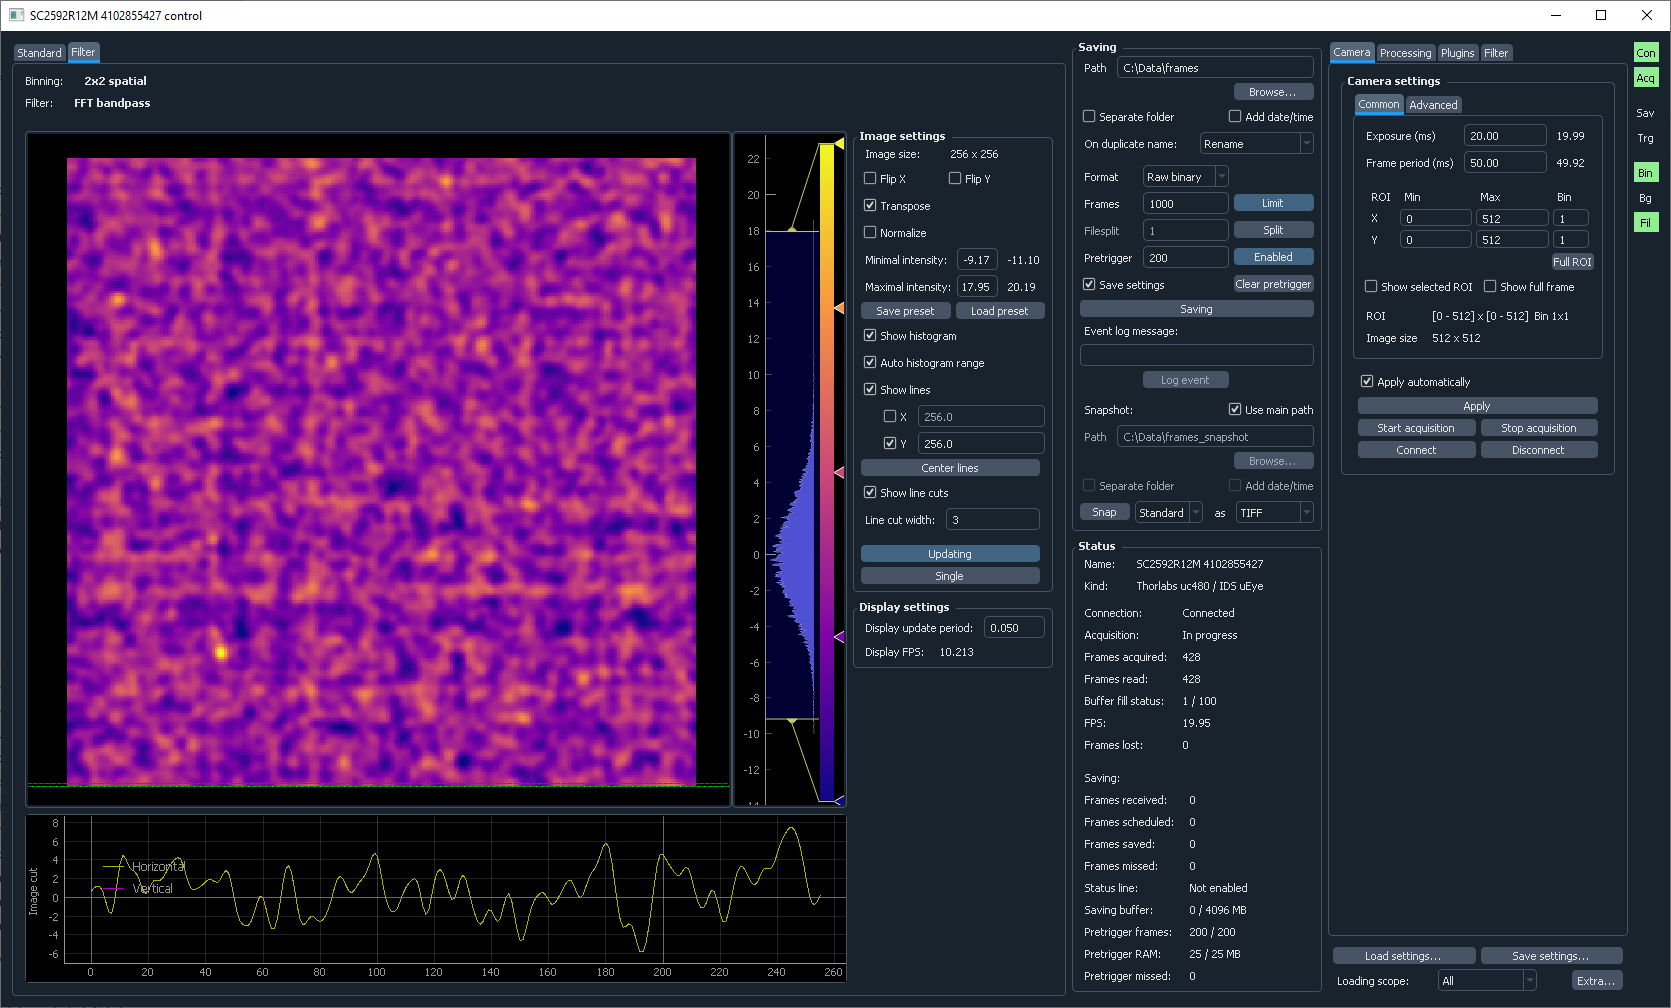 SC2592R12M 4102855427 control
Standard Filter
Binning: 2x2 spatial
Filter: FFT bandpass
22
20
18
16
14
12
10
8
6
4
2
0
-2
-4
-6
-8
-10
-12
Image cut
8
6
4
2
0
-2
-4
-6
Horizontal
Vertical
0 20 40 60 80 100 120 140 160 180 200 220 240 260
Image settings
Image size: 256 x 256
Flip X Flip Y
Transpose
Normalize
Minimal intensity: -9.17 -11.10
Maximal intensity: 17.95 20.19
Save preset Load preset
Show histogram
Auto histogram range
Show lines
X 256.0
Y 256.0
Center lines
Show line cuts
Line cut width: 3
Updating
Single
Display settings
Display update period: 0.050
Display FPS: 10.213
Saving
Path C:\Data\frames
Browse...
Separate folder Add date/time
On duplicate name: Rename
Format Raw binary
Frames 1000 Limit
Filesplit 1 Split
Pretrigger 200 Enabled
Save settings Clear pretrigger
Saving
Event log message:
Log event
Snapshot: Use main path
Path C:\Data\frames_snapshot
Browse...
Separate folder Add date/time
Snap Standard as TIFF
Status
Name: SC2592R12M 4102855427
Kind: Thorlabs uc480 / IDS uEye
Connection: Connected
Acquisition: In progress
Frames acquired: 428
Frames read: 428
Buffer fill status: 1 / 100
FPS: 19.95
Frames lost: 0
Saving:
Frames received: 0
Frames scheduled: 0
Frames saved: 0
Frames missed: 0
Status line: Not enabled
Saving buffer: 0 / 4096 MB
Pretrigger frames: 200 / 200
Pretrigger RAM: 25 / 25 MB
Pretrigger missed: 0
Camera Processing Plugins Filter
Camera settings
Common Advanced
Exposure (ms) 20.00 19.99
Frame period (ms) 50.00 49.92
ROI Min Max Bin
X 0 512 1
Y 0 512 1
Full ROI
Show selected ROI Show full frame
ROI [0 - 512] x [0 - 512] Bin 1x1
Image size 512 x 512
Apply automatically
Apply
Start acquisition Stop acquisition
Connect Disconnect
Load settings... Save settings...
Loading scope: All Extra...
Con
Acq
Sav
Trg
Bin
Bg
Fil